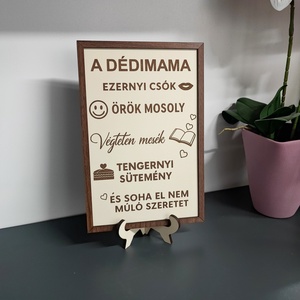 A DÉDIMAMA
EZERNYI CSÓK
ÖRÖK MOSOLY
Végtelen mesék
TENGERNYI
SÜTEMÉNY
ÉS SOHA EL NEM
MÚLÓ SZERETET